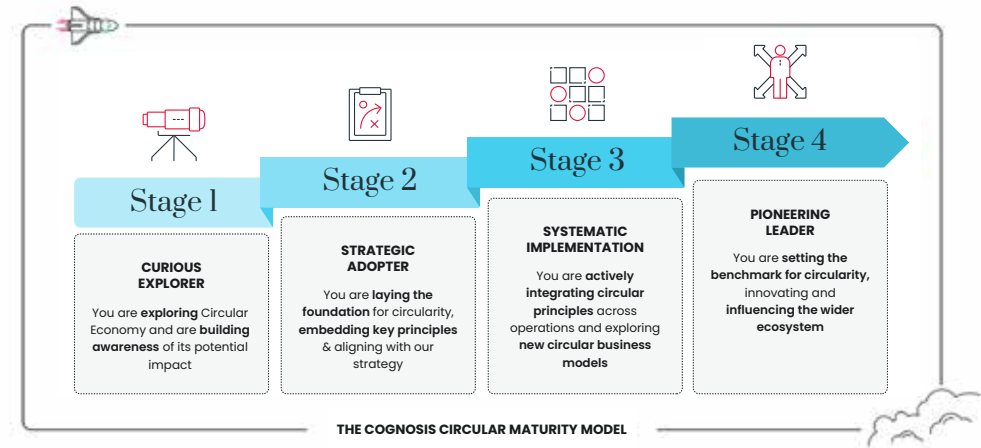 Stage 1
CURIOUS
EXPLORER
You are exploring Circular
Economy and are building
awareness of its potential
impact
Stage 2
STRATEGIC
ADOPTER
You are laying the
foundation for circularity,
embedding key principles
& aligning with our
strategy
Stage 3
SYSTEMATIC
IMPLEMENTATION
You are actively
integrating circular
principles across
operations and exploring
new circular business
models
Stage 4
PIONEERING
LEADER
You are setting the
benchmark for circularity,
innovating and
influencing the wider
ecosystem
THE COGNOSIS CIRCULAR MATURITY MODEL